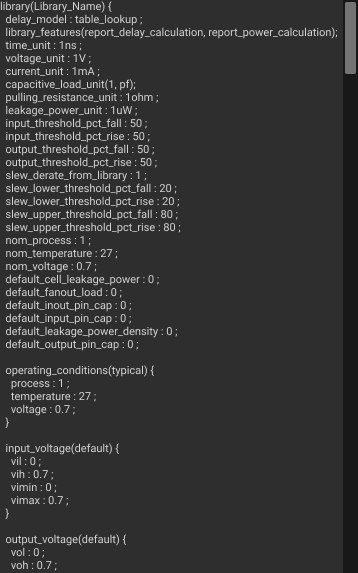 library(Library_Name) {
delay_model : table_lookup ;
library_features(report_delay_calculation, report_power_calculation);
time_unit : 1ns ;
voltage_unit : 1V ;
current_unit : 1mA ;
capacitive_load_unit(1, pf);
pulling_resistance_unit : 1ohm ;
leakage_power_unit : 1uW ;
input_threshold_pct_fall : 50 ;
input_threshold_pct_rise : 50 ;
output_threshold_pct_fall : 50 ;
output_threshold_pct_rise : 50 ;
slew_derate_from_library : 1 ;
slew_lower_threshold_pct_fall : 20 ;
slew_lower_threshold_pct_rise : 20 ;
slew_upper_threshold_pct_fall : 80 ;
slew_upper_threshold_pct_rise : 80 ;
nom_process : 1 ;
nom_temperature : 27 ;
nom_voltage : 0.7 ;
default_cell_leakage_power : 0 ;
default_fanout_load : 0 ;
default_inout_pin_cap : 0 ;
default_input_pin_cap : 0 ;
default_leakage_power_density : 0 ;
default_output_pin_cap : 0 ;

operating_conditions(typical) {
process : 1 ;
temperature : 27 ;
voltage : 0.7 ;
}

input_voltage(default) {
vil : 0 ;
vih : 0.7 ;
vimin : 0 ;
vimax : 0.7 ;
}

output_voltage(default) {
vol : 0 ;
voh : 0.7 ;